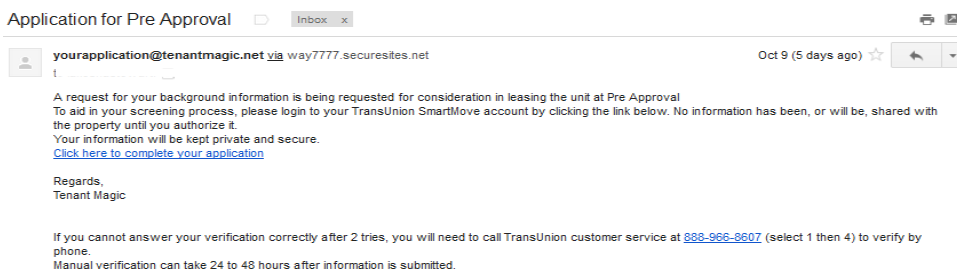 Application for Pre Approval Inbox x
yourapplication@tenantmagic.net via way7777.securesites.net Oct 9 (5 days ago)
A request for your background information is being requested for consideration in leasing the unit at Pre Approval
To aid in your screening process, please login to your TransUnion SmartMove account by clicking the link below. No information has been, or will be, shared with
the property until you authorize it.
Your information will be kept private and secure.
Click here to complete your application
Regards,
Tenant Magic
If you cannot answer your verification correctly after 2 tries, you will need to call TransUnion customer service at 888-966-8607 (select 1 then 4) to verify by
phone.
Manual verification can take 24 to 48 hours after information is submitted.